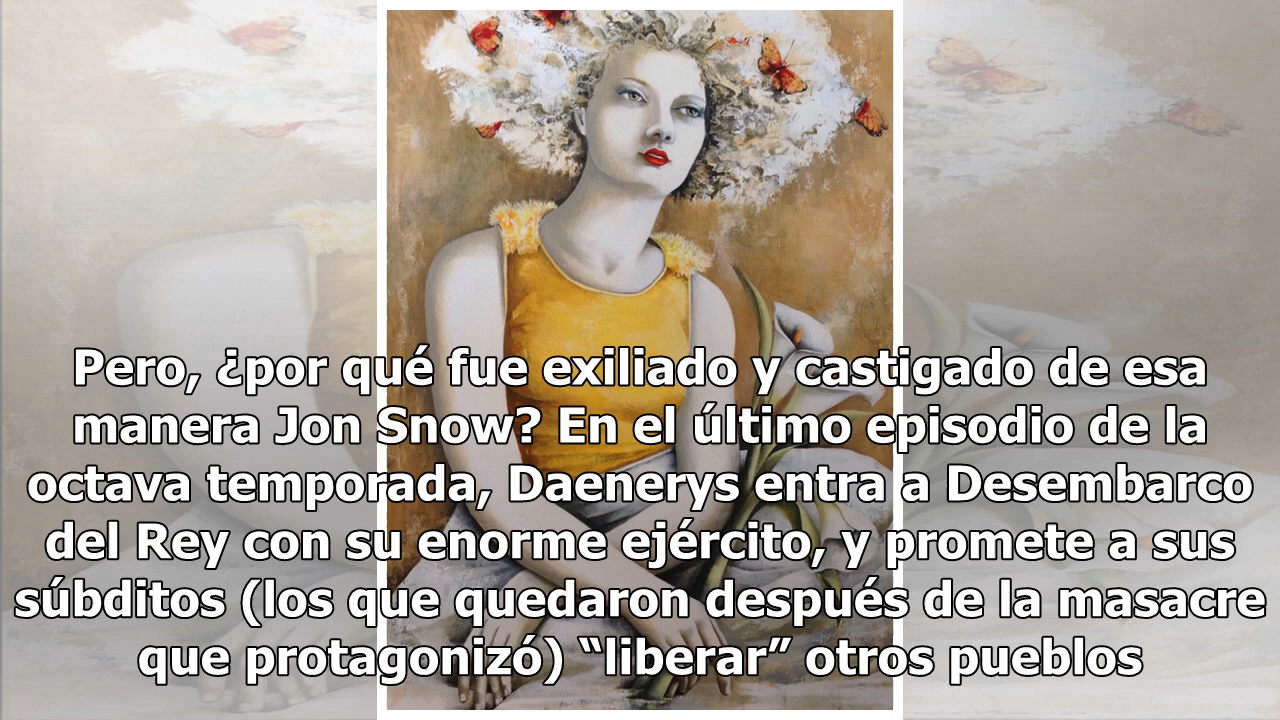 Pero, ¿por qué fue exiliado y castigado de esa
manera Jon Snow? En el último episodio de la
octava temporada, Daenerys entra a Desembarco
del Rey con su enorme ejército, y promete a sus
súbditos (los que quedaron después de la masacre
que protagonizó) “liberar” otros pueblos